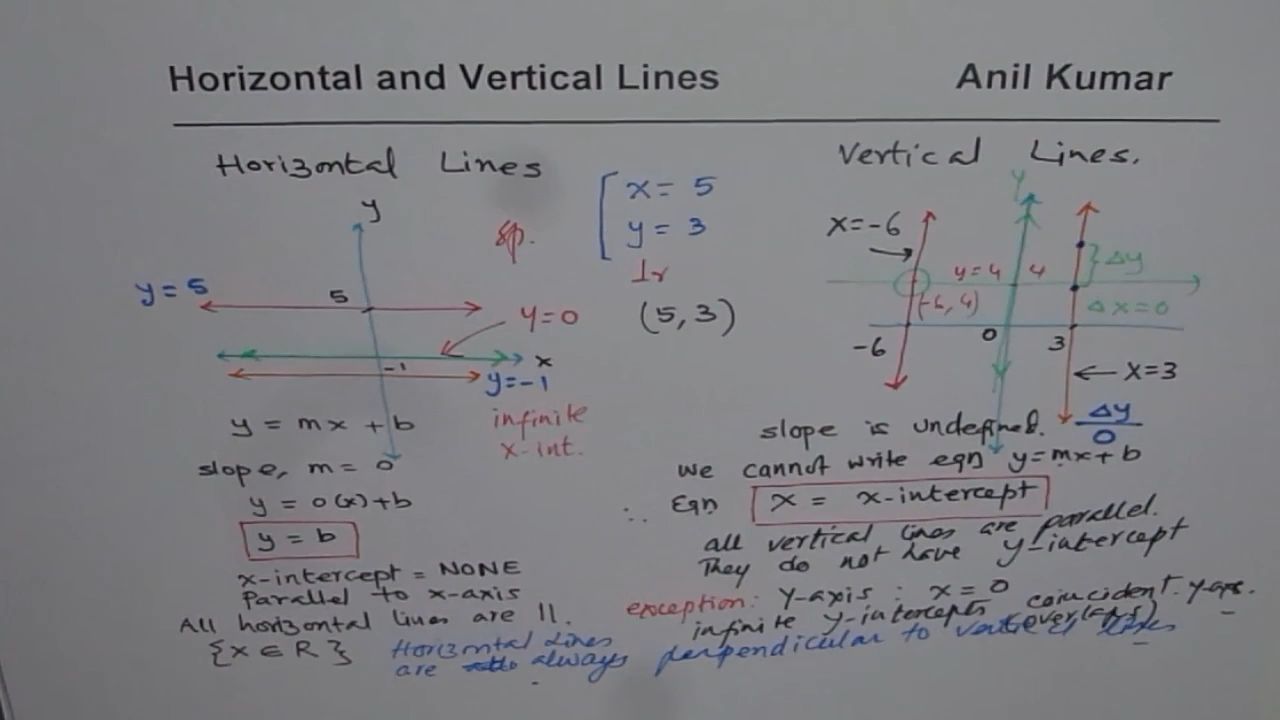 Horizontal and Vertical Lines Anil Kumar
Horizontal Lines
y
y = 5
5
sp.
y=0
x
-1
y=-1
infinite
x-int.
y = mx + b
slope, m = 0
y = 0(x)+b
y = b
x-intercept = NONE
Parallel to x-axis
All horizontal lines are ||.
{x ∈ R}
x = 5
y = 3
(5, 3)
Vertical Lines.
Y
x=-6
y=4 4
(-6, 4)
Δy
Δx=0
-6
0
3
x=3
slope is undefined. Δy/0
we cannot write eqn y=mx+b
∴ Eqn x = x-intercept
all vertical lines are parallel.
They do not have y-intercept
exception: Y-axis : x=0 coincident y-axis.
infinite y-intercepts (overlaps)
Horizontal Lines
are always perpendicular to vertical lines